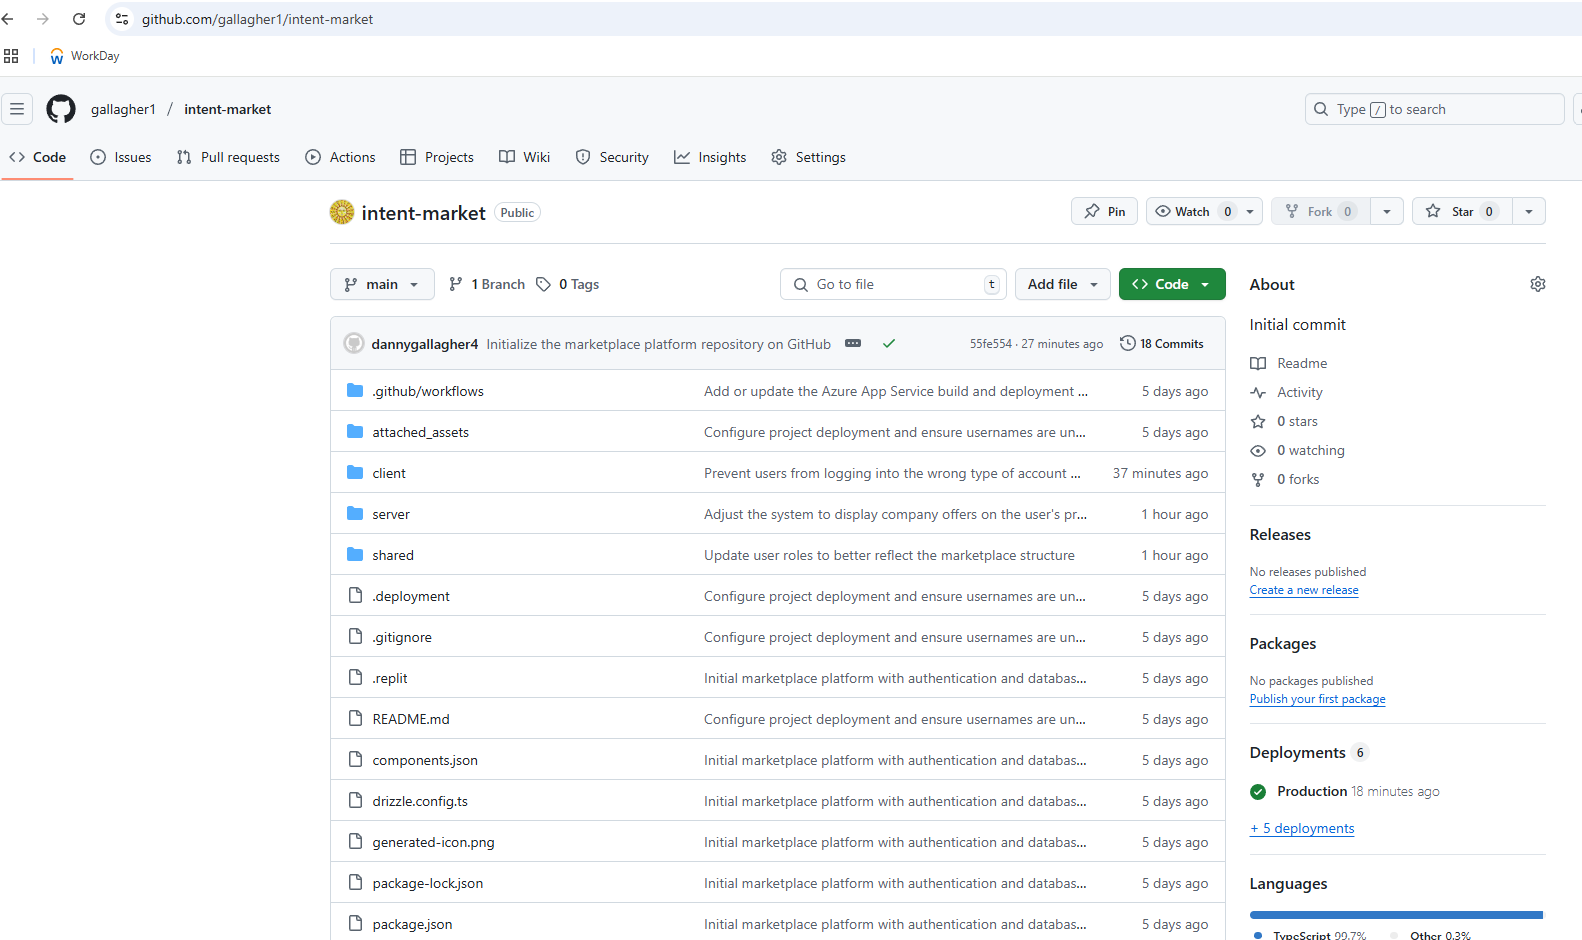 github.com/gallagher1/intent-market
WorkDay
gallagher1 / intent-market
Type / to search
Code Issues Pull requests Actions Projects Wiki Security Insights Settings
intent-market Public
Pin Watch 0 Fork 0 Star 0
main 1 Branch 0 Tags Go to file t Add file Code
dannygallagher4 Initialize the marketplace platform repository on GitHub 55fe554 · 27 minutes ago 18 Commits
.github/workflows Add or update the Azure App Service build and deployment ... 5 days ago
attached_assets Configure project deployment and ensure usernames are un... 5 days ago
client Prevent users from logging into the wrong type of account ... 37 minutes ago
server Adjust the system to display company offers on the user's pr... 1 hour ago
shared Update user roles to better reflect the marketplace structure 1 hour ago
.deployment Configure project deployment and ensure usernames are un... 5 days ago
.gitignore Configure project deployment and ensure usernames are un... 5 days ago
.replit Initial marketplace platform with authentication and databas... 5 days ago
README.md Configure project deployment and ensure usernames are un... 5 days ago
components.json Initial marketplace platform with authentication and databas... 5 days ago
drizzle.config.ts Initial marketplace platform with authentication and databas... 5 days ago
generated-icon.png Initial marketplace platform with authentication and databas... 5 days ago
package-lock.json Initial marketplace platform with authentication and databas... 5 days ago
package.json Initial marketplace platform with authentication and databas... 5 days ago
About
Initial commit
Readme
Activity
0 stars
0 watching
0 forks
Releases
No releases published
Create a new release
Packages
No packages published
Publish your first package
Deployments 6
Production 18 minutes ago
+ 5 deployments
Languages
TypeScript 99.7% Other 0.3%